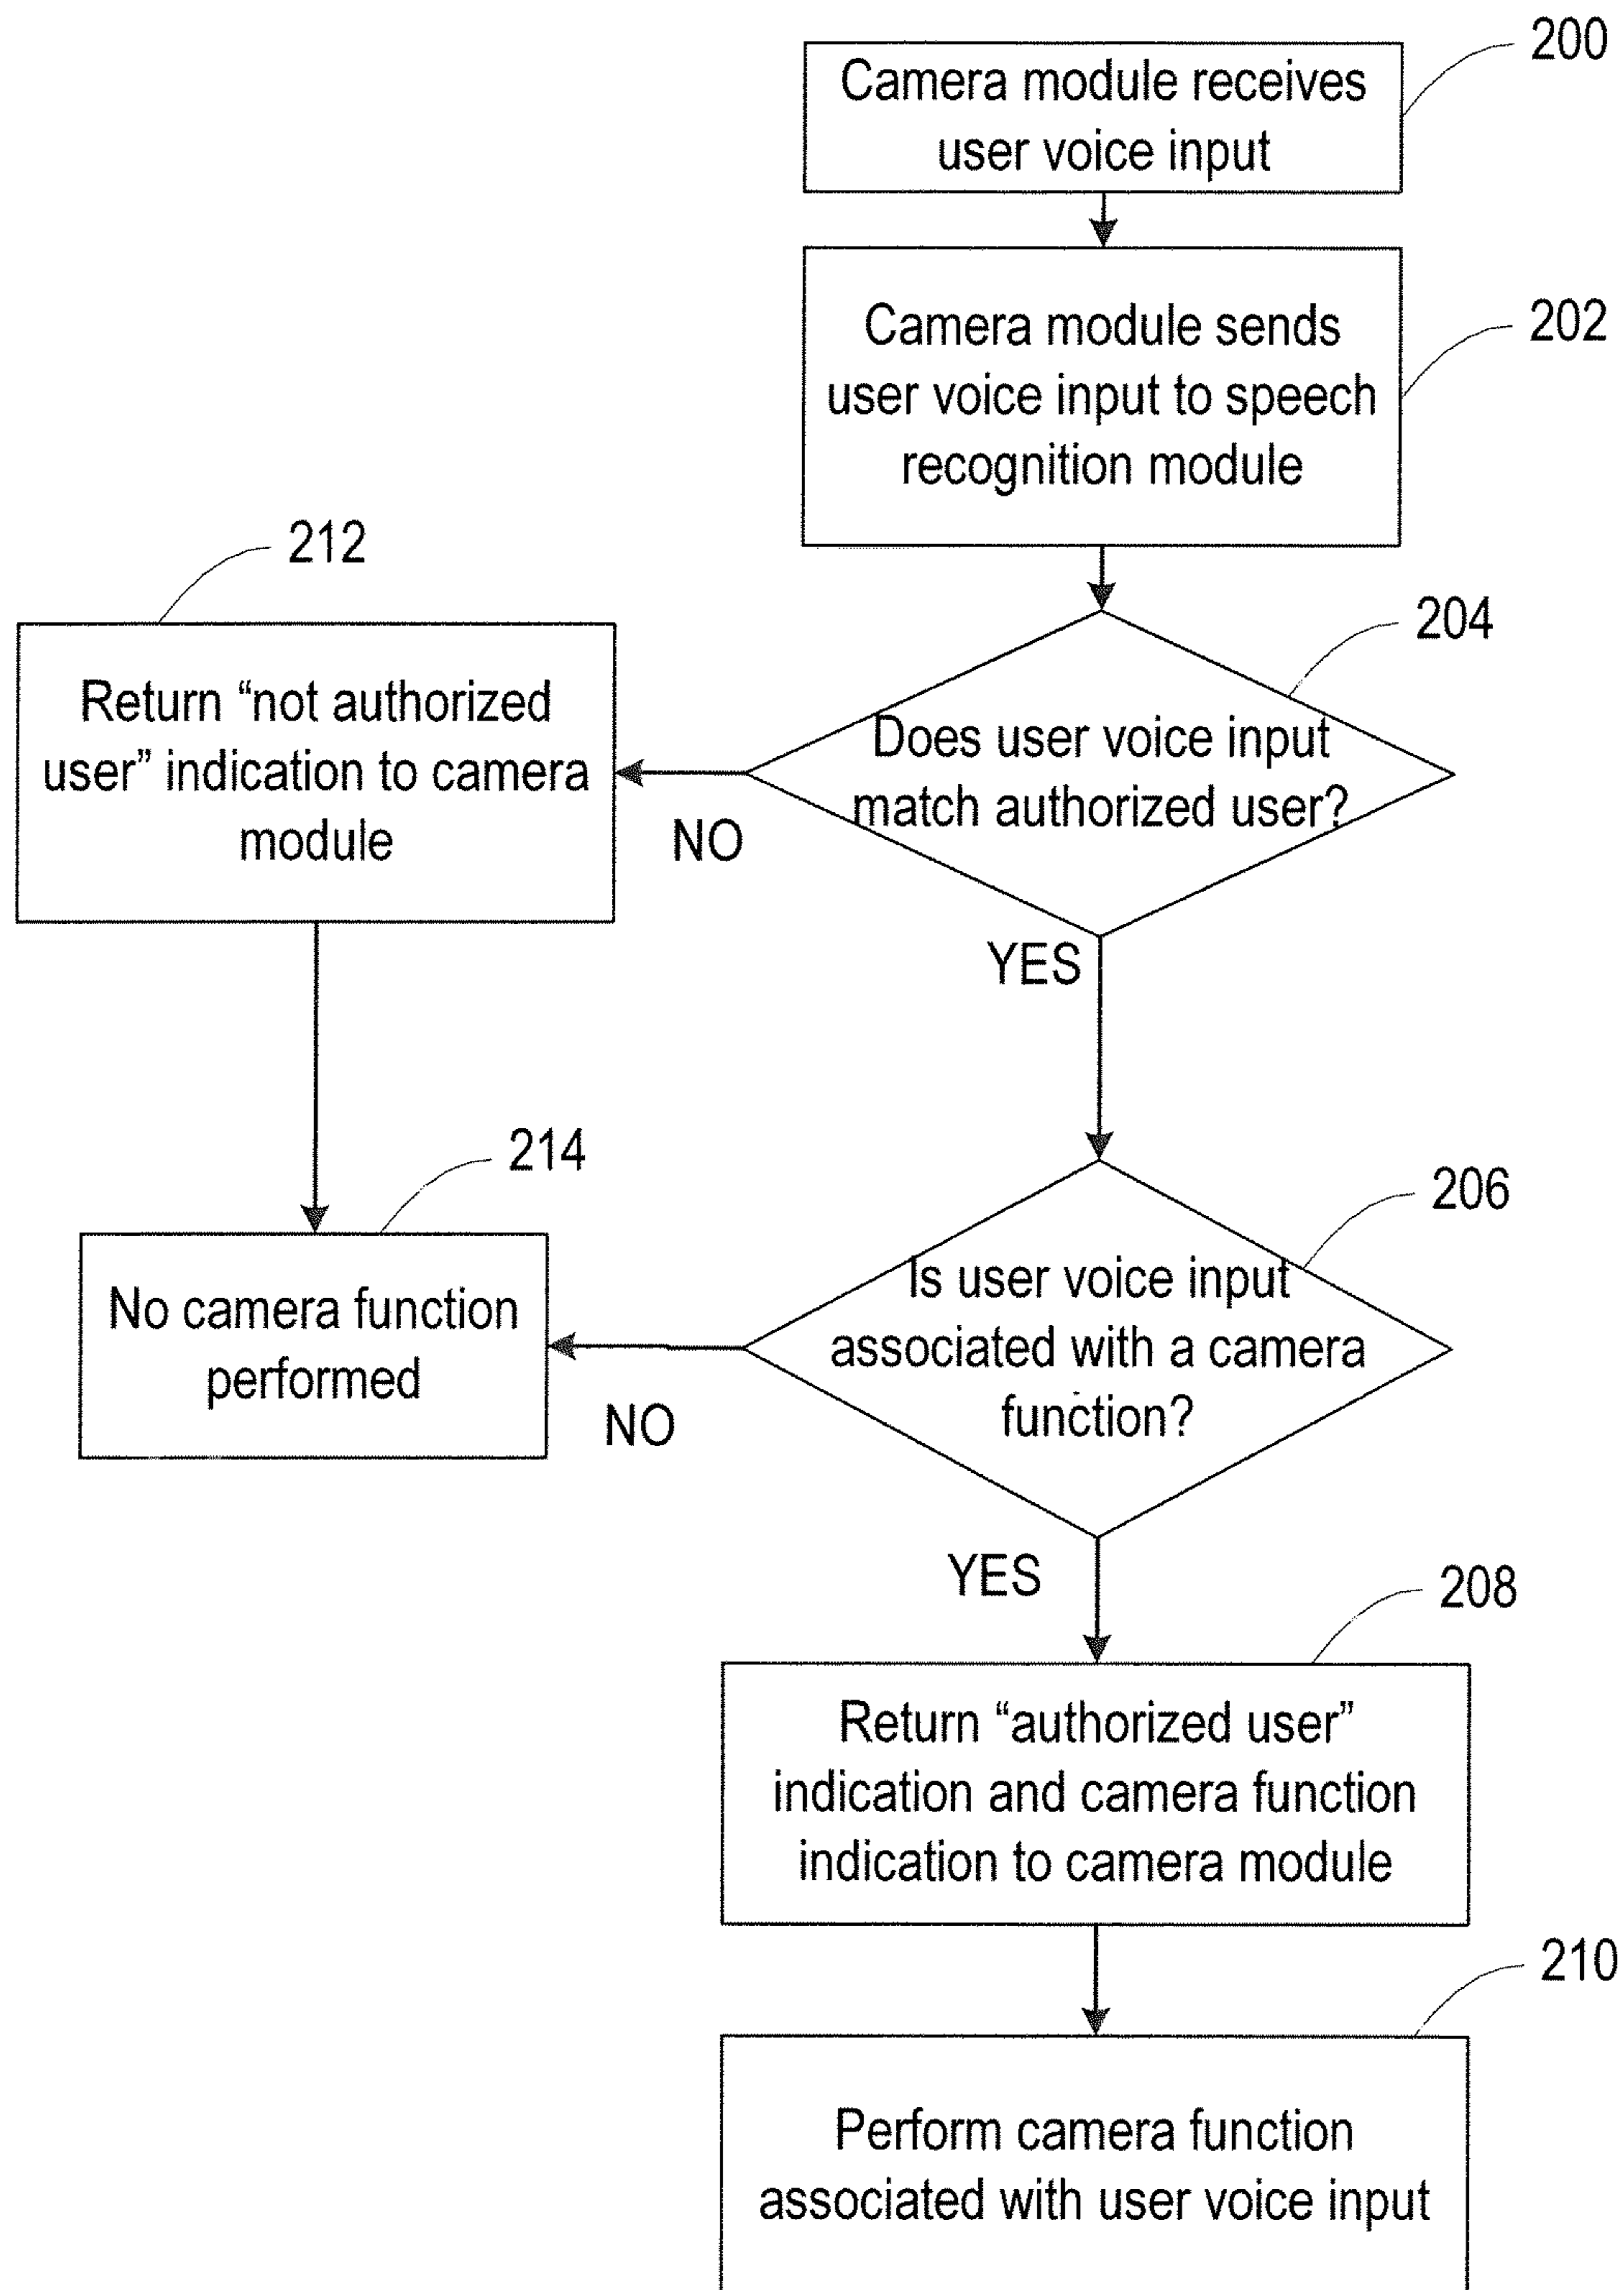 200
Camera module receives
user voice input
202
Camera module sends
user voice input to speech
recognition module
212
204
Return “not authorized
user” indication to camera
module
Does user voice input
match authorized user?
NO
YES
214
206
No camera function
performed
Is user voice input
associated with a camera
function?
NO
YES
208
Return “authorized user”
indication and camera function
indication to camera module
210
Perform camera function
associated with user voice input